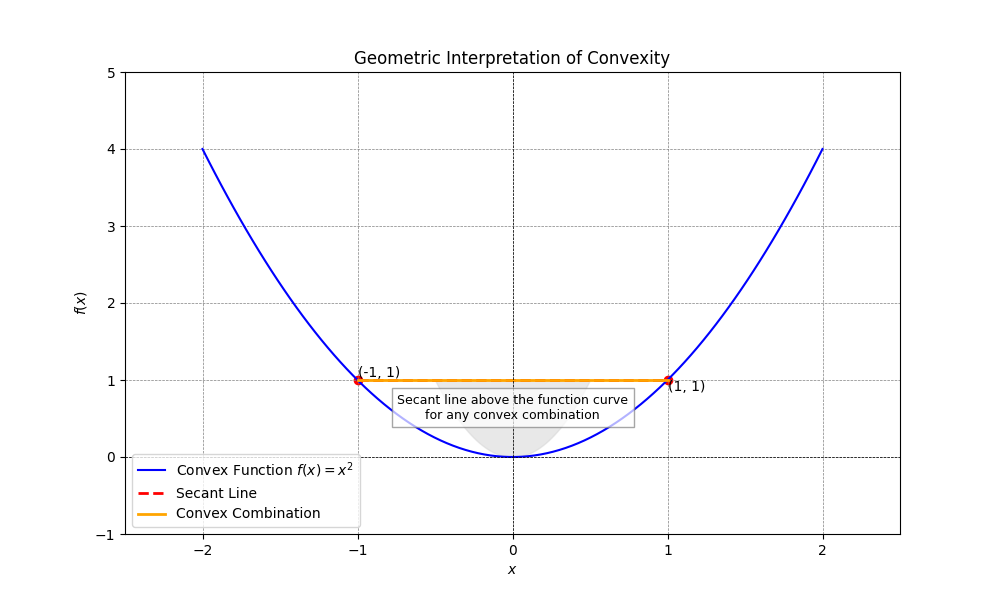 Geometric Interpretation of Convexity
5
4
3
2
1
0
−1
f(x)
(-1, 1)
(1, 1)
Secant line above the function curve
for any convex combination
Convex Function f(x) = x²
Secant Line
Convex Combination
−2
−1
0
1
2
x